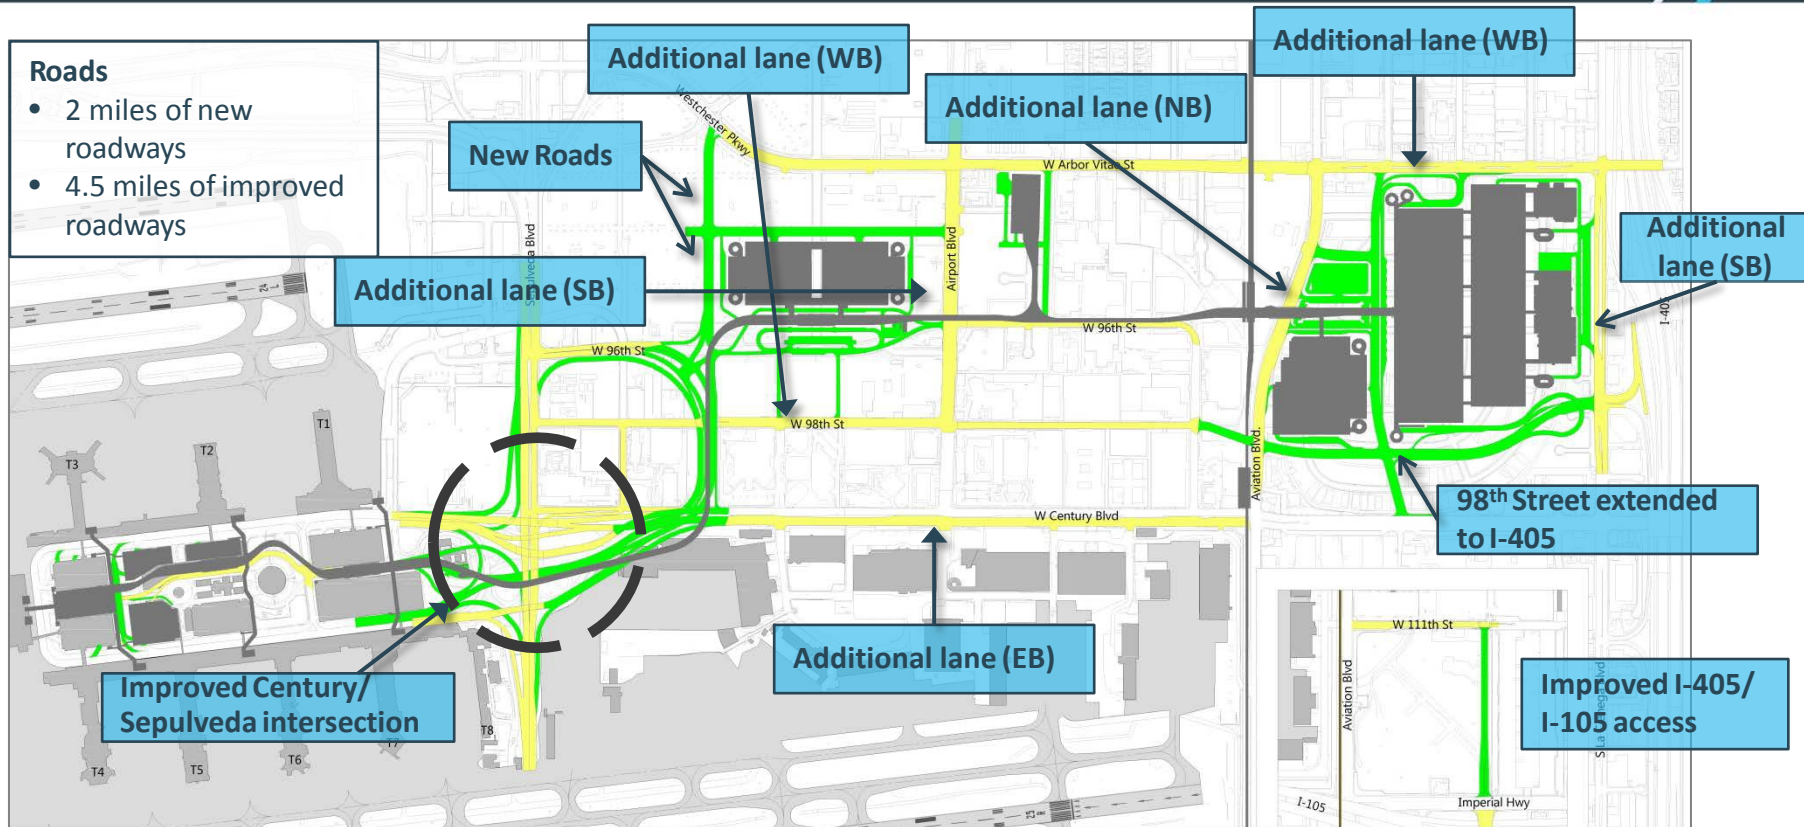 Roads
• 2 miles of new
roadways
• 4.5 miles of improved
roadways
Additional lane (WB)
Additional lane (WB)
Additional lane (NB)
New Roads
Additional lane (SB)
Additional
lane (SB)
Westchester Pkwy
W Arbor Vitae St
Sepulveda Blvd
Airport Blvd
I-405
W 96th St
W 96th St
W 98th St
Aviation Blvd.
W Century Blvd
98th Street extended
to I-405
T1
T2
T3
Additional lane (EB)
Improved Century/
Sepulveda intersection
T4
T5
T6
T7
T8
W 111th St
Aviation Blvd
Improved I-405/
I-105 access
I-105
Imperial Hwy